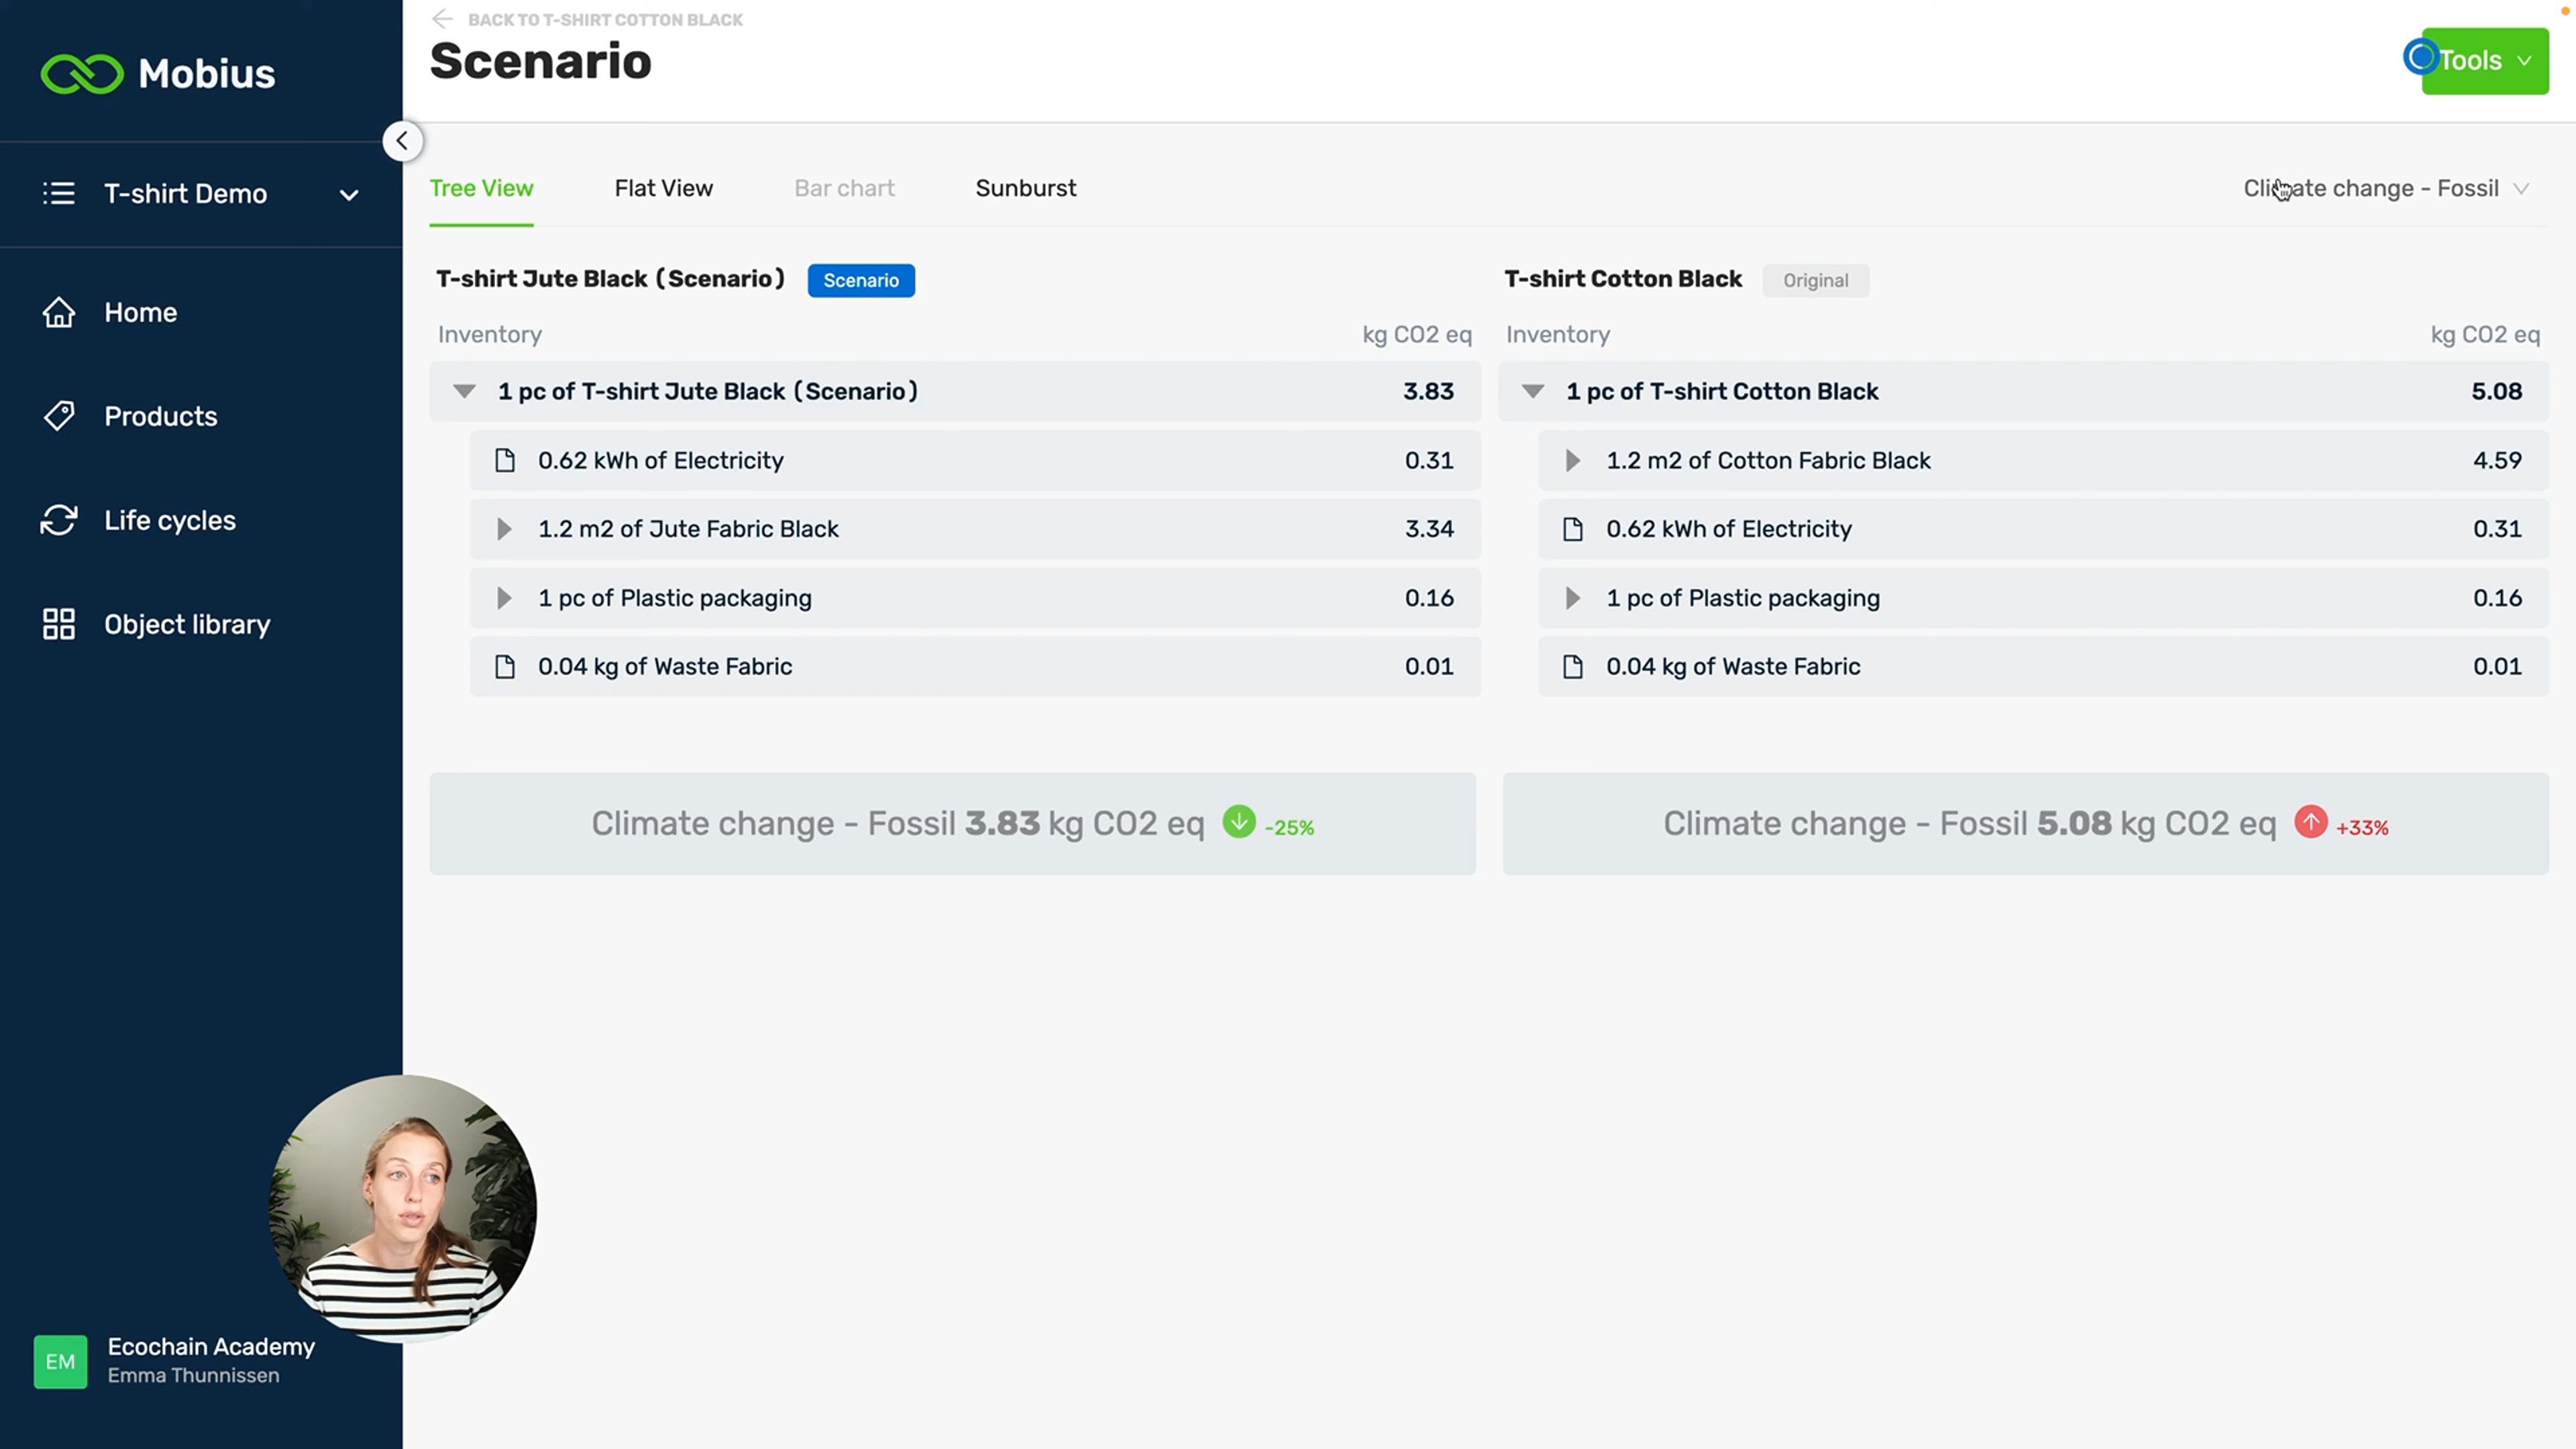 BACK TO T-SHIRT COTTON BLACK
Scenario
Tools
Mobius
T-shirt Demo
Home
Products
Life cycles
Object library
Tree View
Flat View
Bar chart
Sunburst
Climate change - Fossil
T-shirt Jute Black (Scenario)
Scenario
Inventory
kg CO2 eq
1 pc of T-shirt Jute Black (Scenario)
3.83
0.62 kWh of Electricity
0.31
1.2 m2 of Jute Fabric Black
3.34
1 pc of Plastic packaging
0.16
0.04 kg of Waste Fabric
0.01
Climate change - Fossil 3.83 kg CO2 eq -25%
T-shirt Cotton Black
Original
Inventory
kg CO2 eq
1 pc of T-shirt Cotton Black
5.08
1.2 m2 of Cotton Fabric Black
4.59
0.62 kWh of Electricity
0.31
1 pc of Plastic packaging
0.16
0.04 kg of Waste Fabric
0.01
Climate change - Fossil 5.08 kg CO2 eq +33%
EM
Ecochain Academy
Emma Thunnissen